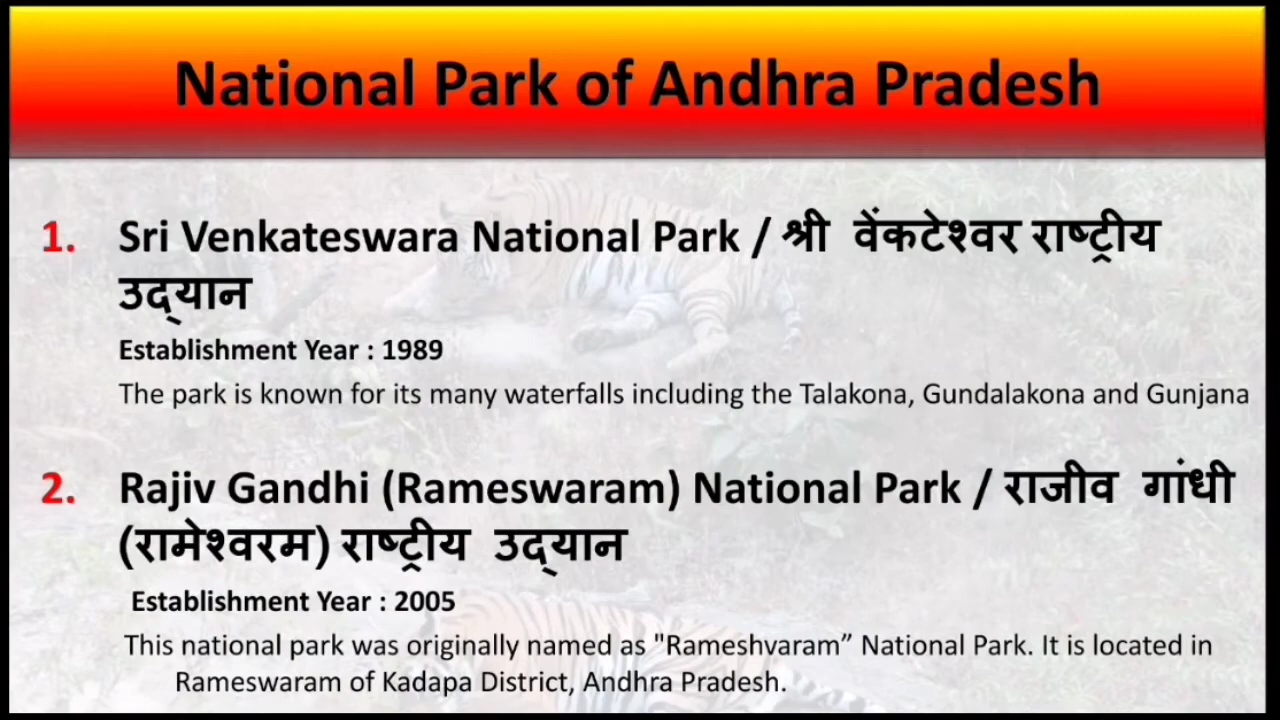 National Park of Andhra Pradesh
1. Sri Venkateswara National Park / श्री वेंकटेश्वर राष्ट्रीय
उद्यान
Establishment Year : 1989
The park is known for its many waterfalls including the Talakona, Gundalakona and Gunjana
2. Rajiv Gandhi (Rameswaram) National Park / राजीव गांधी
(रामेश्वरम) राष्ट्रीय उद्यान
Establishment Year : 2005
This national park was originally named as "Rameshvaram” National Park. It is located in
Rameswaram of Kadapa District, Andhra Pradesh.